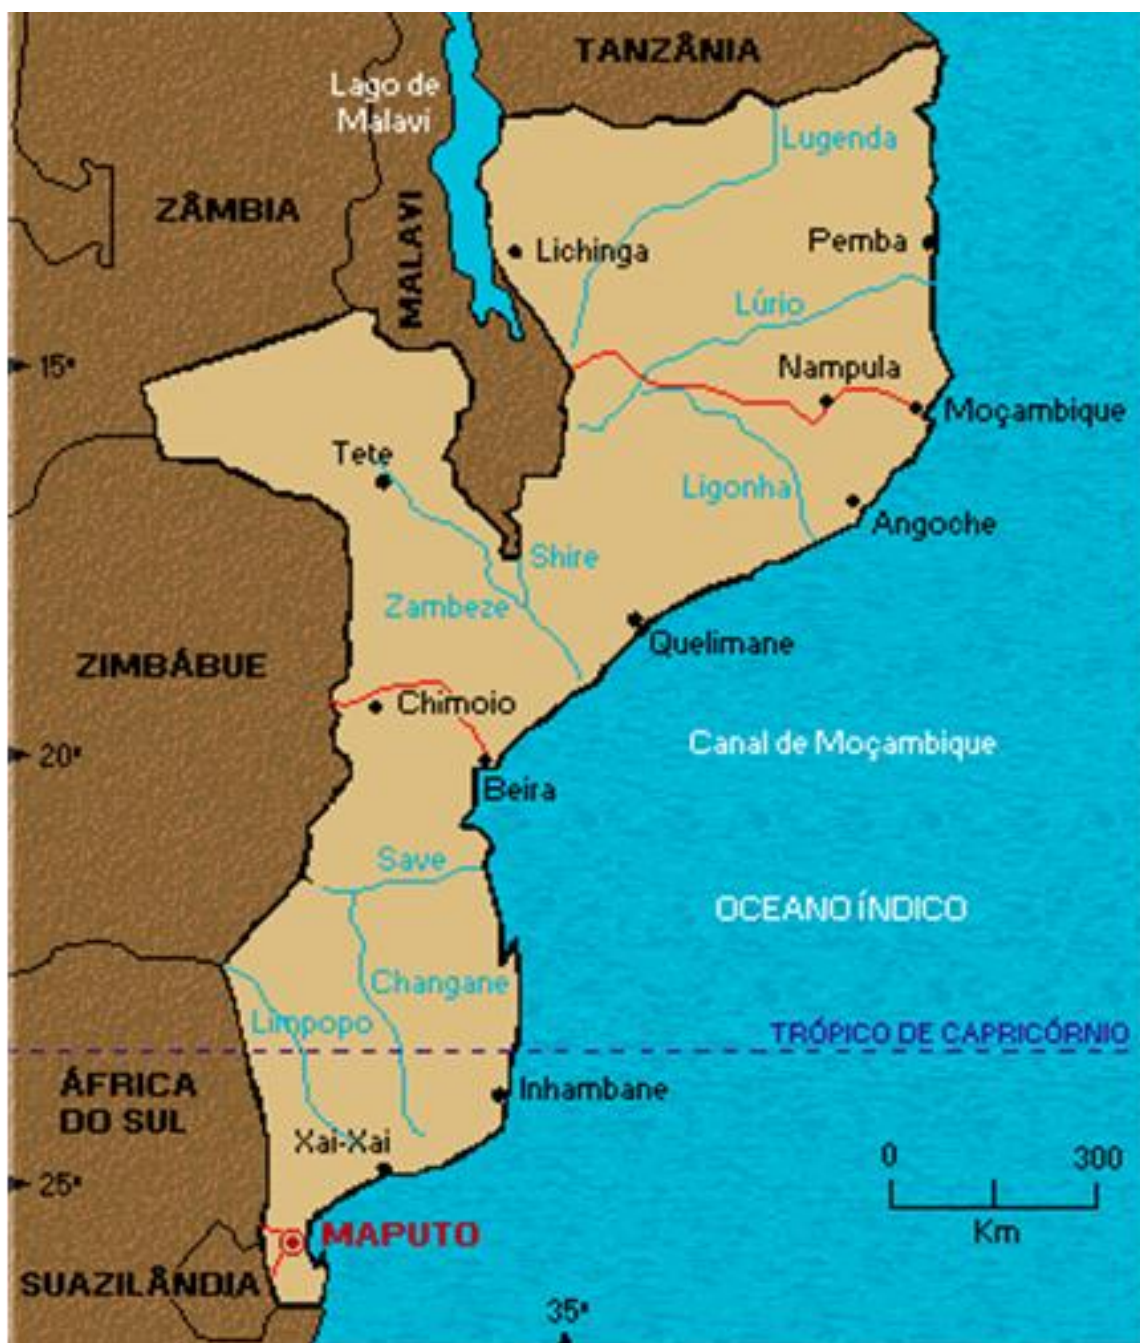 TANZÂNIA
Lago de
Malavi
Lugenda
ZÂMBIA
MALAVI
Lichinga
Pemba
Lúrio
15°
Nampula
Moçambique
Tete
Ligonha
Angoche
Shire
Zambeze
Quelimane
ZIMBÁBUE
Chimoio
Canal de Moçambique
20°
Beira
Save
OCEANO ÍNDICO
Changane
Limpopo
TRÓPICO DE CAPRICÓRNIO
ÁFRICA
DO SUL
Inhambane
Xai-Xai
0 300
25°
Km
MAPUTO
SUAZILÂNDIA
35°